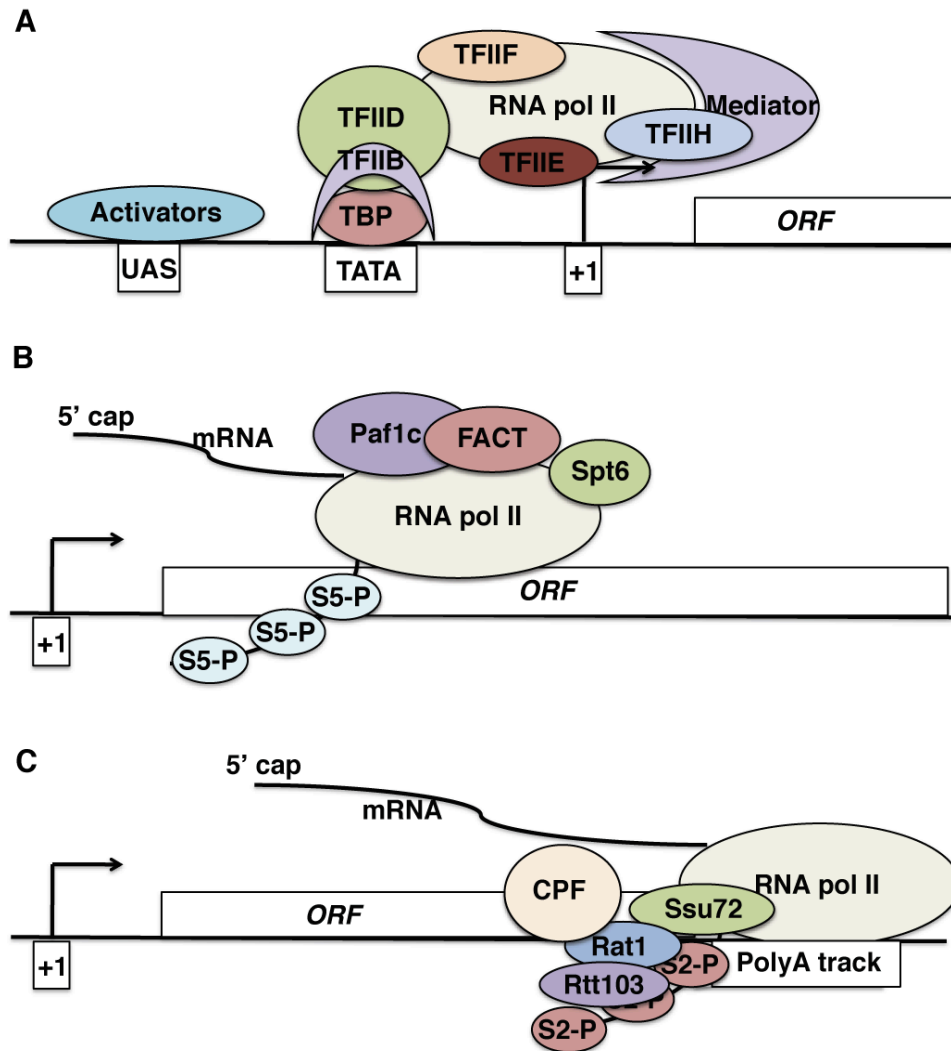 A
TFIIF
RNA pol II
Mediator
TFIID
TFIIH
TFIIB
TFIIE
Activators
TBP
ORF
UAS
TATA
+1
B
5’ cap
mRNA
Paf1c
FACT
Spt6
RNA pol II
ORF
S5-P
S5-P
S5-P
+1
C
5’ cap
mRNA
CPF
RNA pol II
Ssu72
ORF
Rat1
S2-P
PolyA track
+1
Rtt103
S2-P
S2-P